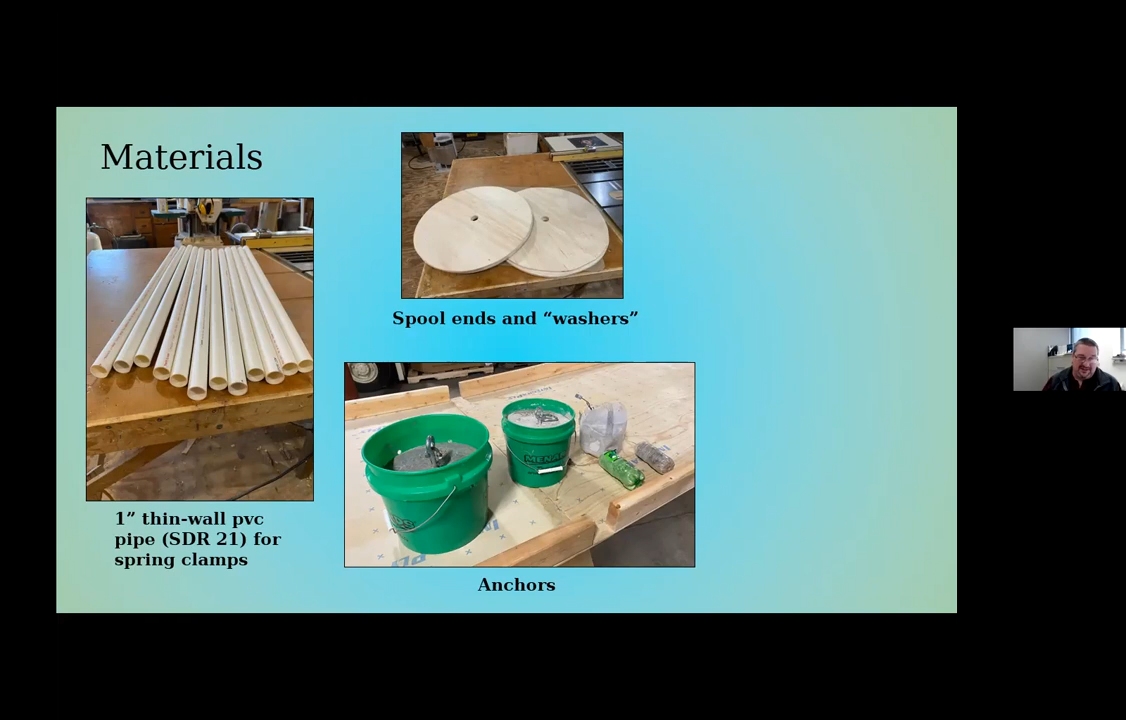 Materials
Spool ends and “washers”
1” thin-wall pvc
pipe (SDR 21) for
spring clamps
Anchors